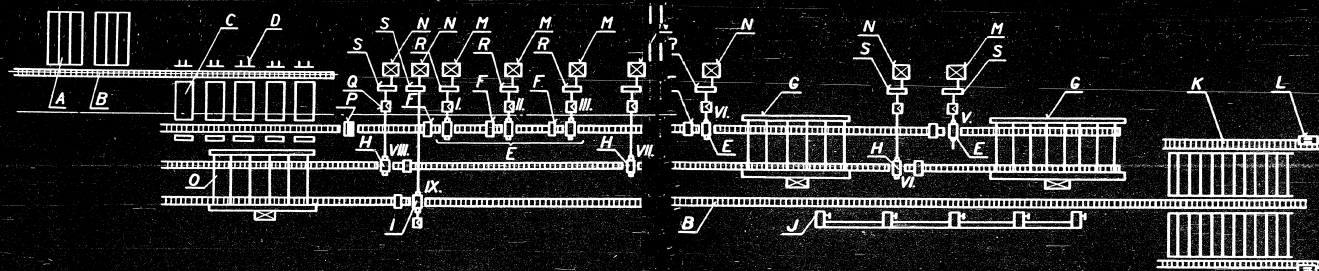 C D S N S N M M M N N M
R R R S S
A B Q F F F G G K L
P I. II. III. VI. V.
E E E
H VIII. H VII. H
O VI.
IX.
I B J